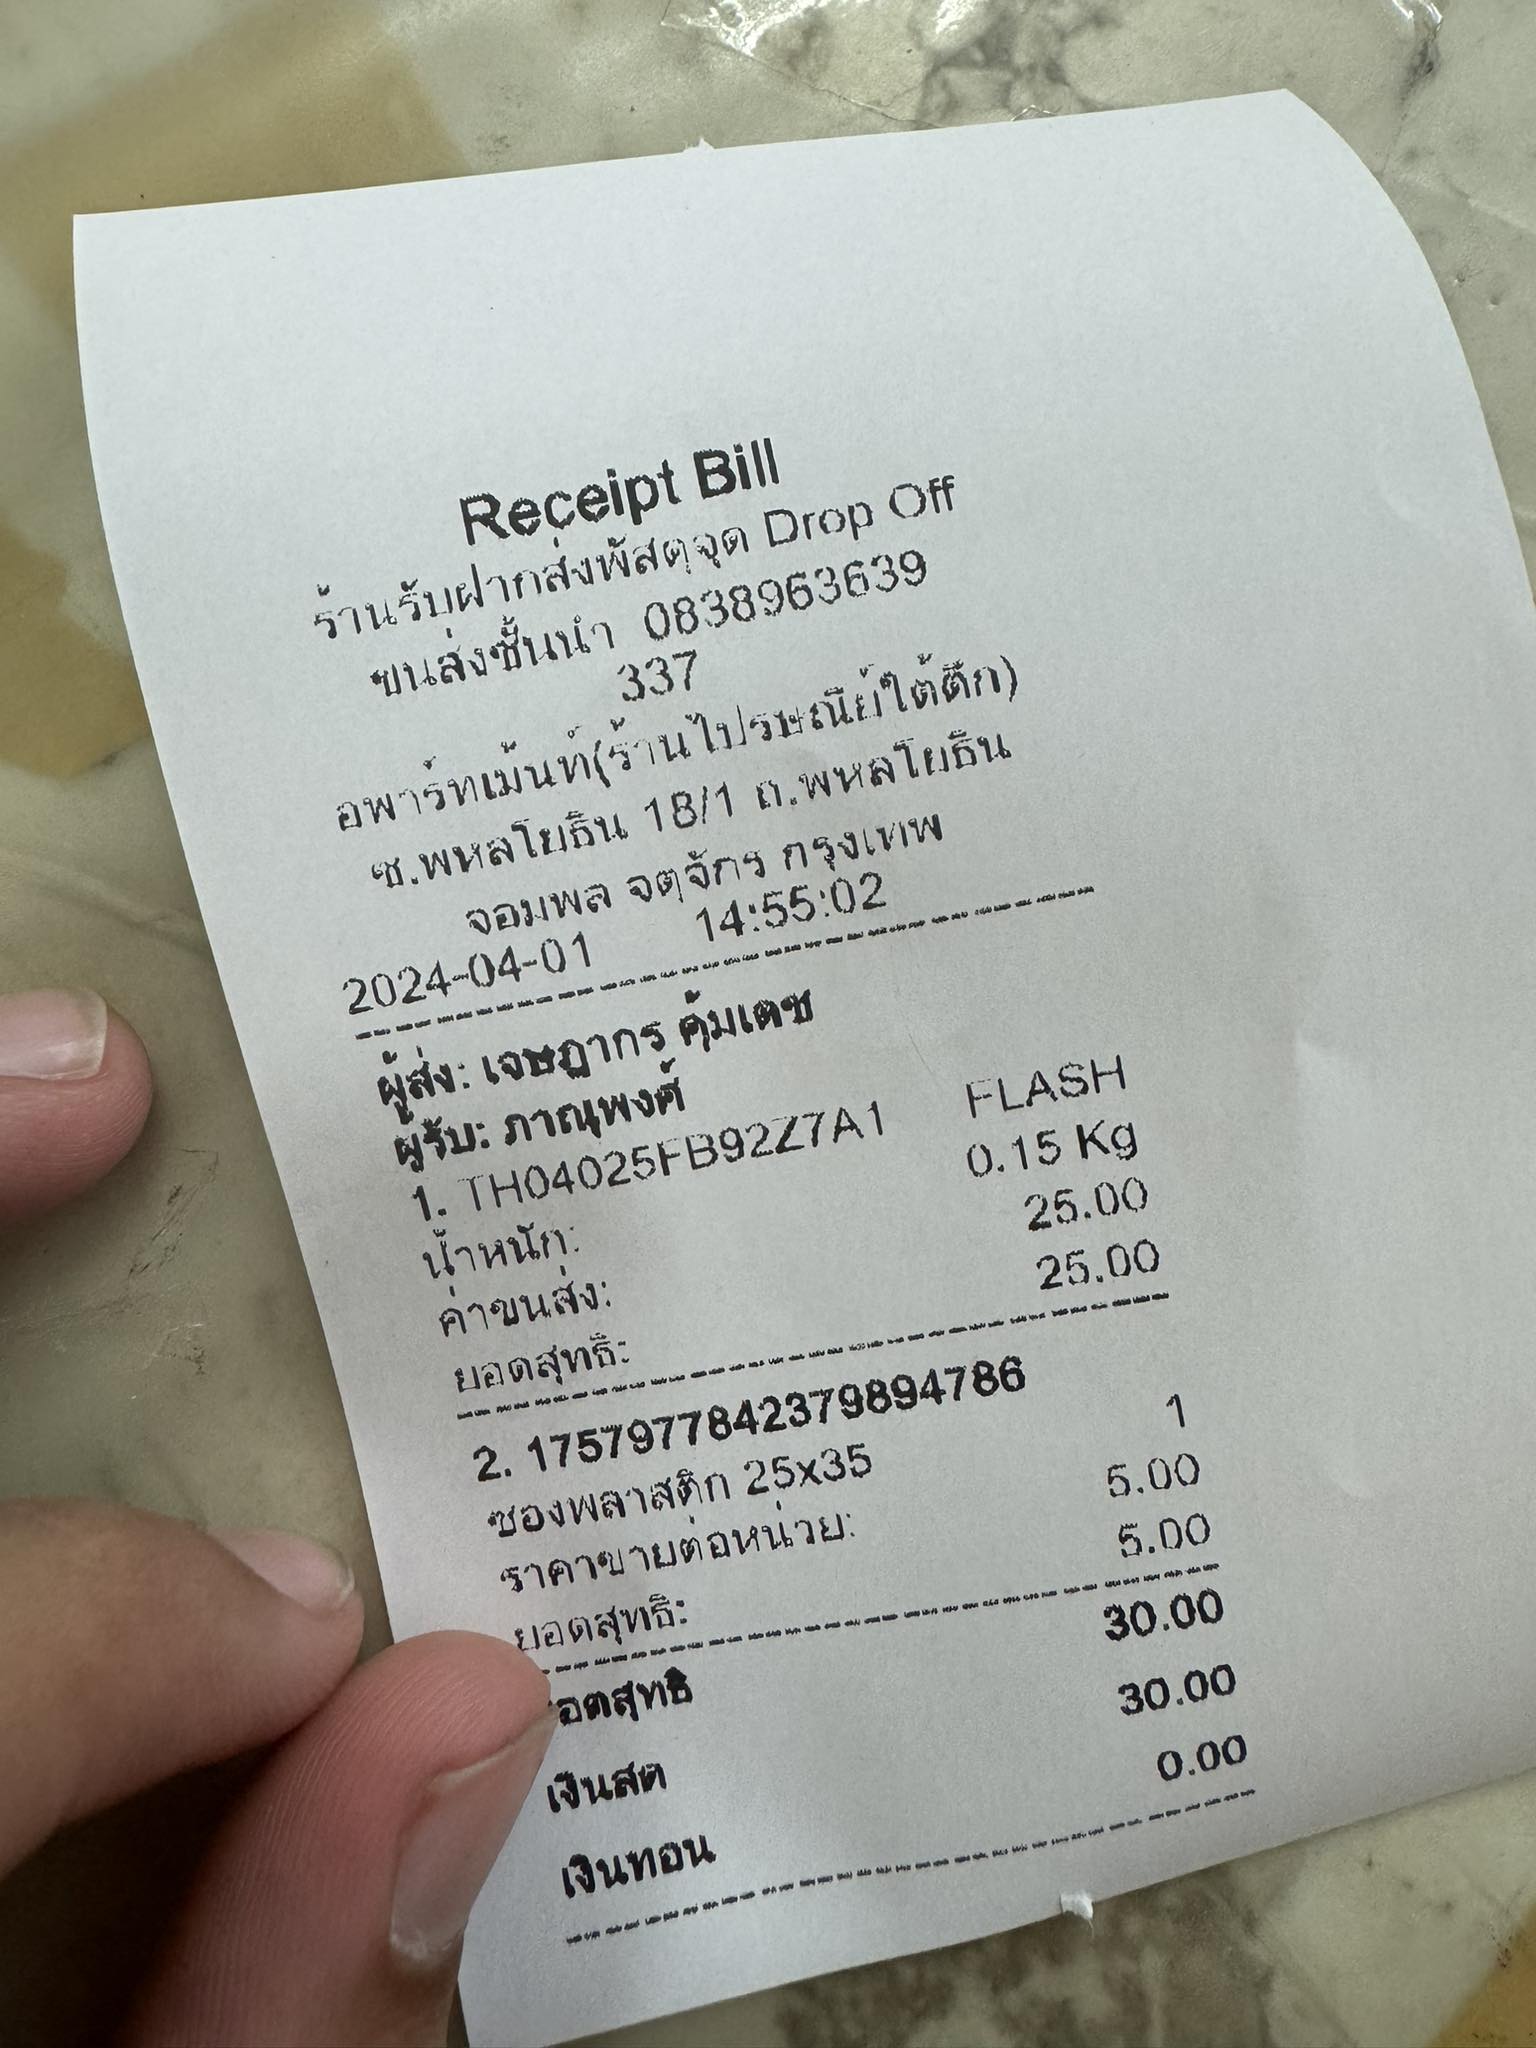 Receipt Bill
ร้านรับฝากส่งพัสดุจุด Drop Off
ขนส่งชั้นนำ 0838963639
337
อพาร์ทเม้นท์(ร้านไปรษณีย์ใต้ตึก)
ซ.พหลโยธิน 18/1 ถ.พหลโยธิน
จอมพล จตุจักร กรุงเทพ
2024-04-01 14:55:02
ผู้ส่ง: เจษฎากร คุ้มเดช
ผู้รับ: ภาณุพงศ์
1. TH04025FB92Z7A1 FLASH
น้ำหนัก: 0.15 Kg
ค่าขนส่ง: 25.00
ยอดสุทธิ: 25.00
2. 1757977842379894786
ซองพลาสติก 25x35 1
ราคาขายต่อหน่วย: 5.00
ยอดสุทธิ: 5.00
อดสุทธิ 30.00
เงินสด 30.00
เงินทอน 0.00